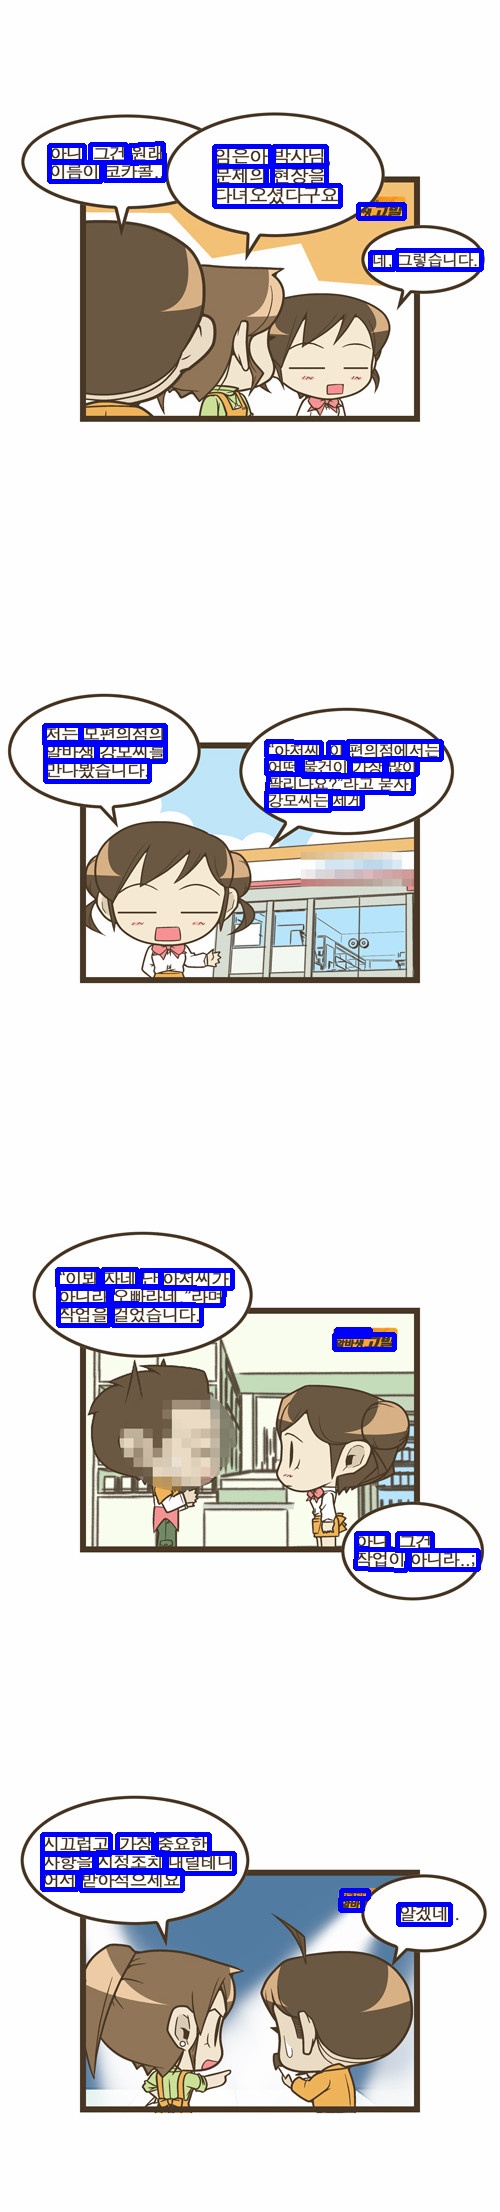 아니 그건 원래
이름이 코카콜..
임은아 박사님,
문제의 현장을
다녀오셨다구요
네, 그렇습니다.
저는 모편의점의
알바생 강모씨를
만나봤습니다.
"아저씨 이 편의점에서는
어떤 물건이 가장 많이
팔리나요?"라고 묻자,
강모씨는 제게
"이봐 자네 난 아저씨가
아니라 오빠라네."라며
작업을 걸었습니다.
아니, 그건
작업이 아니라..;
시끄럽고 가장 중요한
사항을 시정조치 내릴테니
어서 받아적으세요
알겠네 .